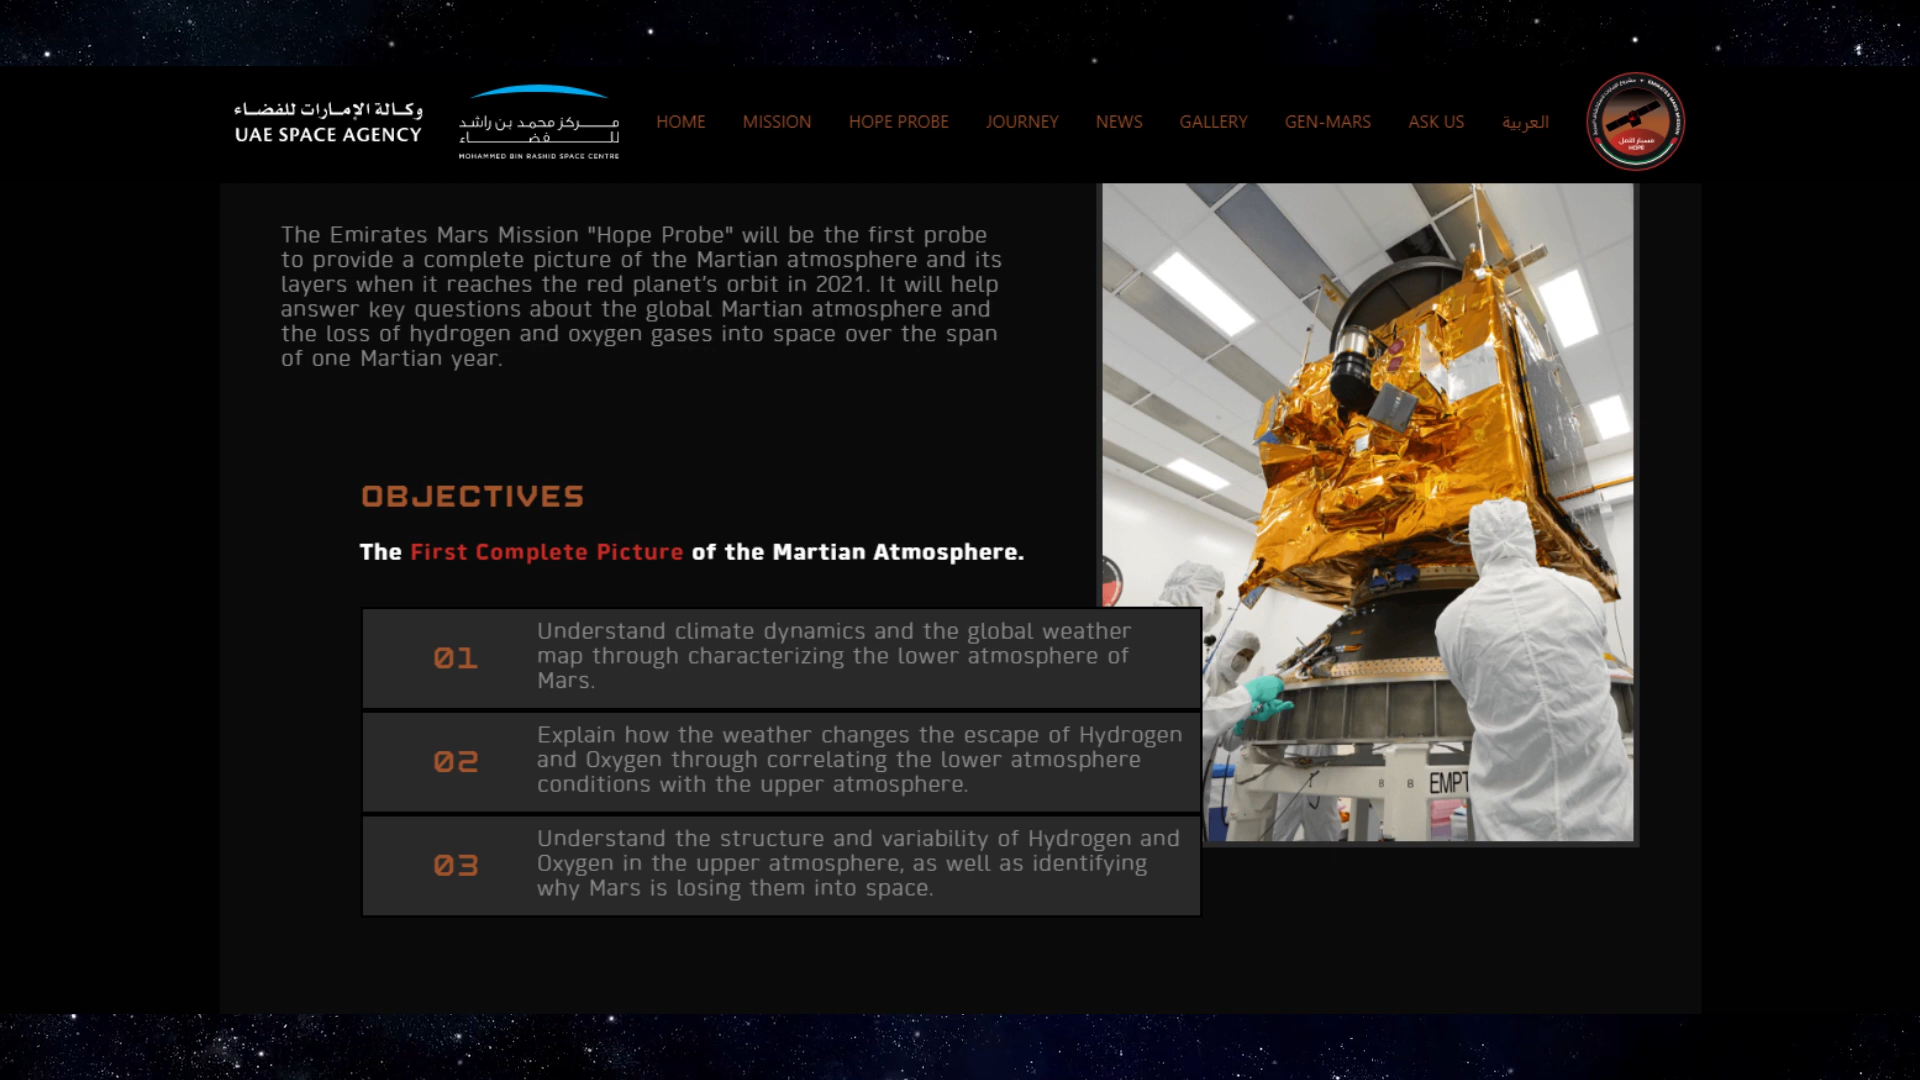 وكالة الإمارات للفضاء
UAE SPACE AGENCY
مركز محمد بن راشد
للفضاء
MOHAMMED BIN RASHID SPACE CENTRE
HOME MISSION HOPE PROBE JOURNEY NEWS GALLERY GEN-MARS ASK US العربية
EMIRATES MARS MISSION
مسبار الأمل
HOPE
The Emirates Mars Mission "Hope Probe" will be the first probe
to provide a complete picture of the Martian atmosphere and its
layers when it reaches the red planet's orbit in 2021. It will help
answer key questions about the global Martian atmosphere and
the loss of hydrogen and oxygen gases into space over the span
of one Martian year.
OBJECTIVES
The First Complete Picture of the Martian Atmosphere.
01
Understand climate dynamics and the global weather
map through characterizing the lower atmosphere of
Mars.
02
Explain how the weather changes the escape of Hydrogen
and Oxygen through correlating the lower atmosphere
conditions with the upper atmosphere.
03
Understand the structure and variability of Hydrogen and
Oxygen in the upper atmosphere, as well as identifying
why Mars is losing them into space.
B B EMPT